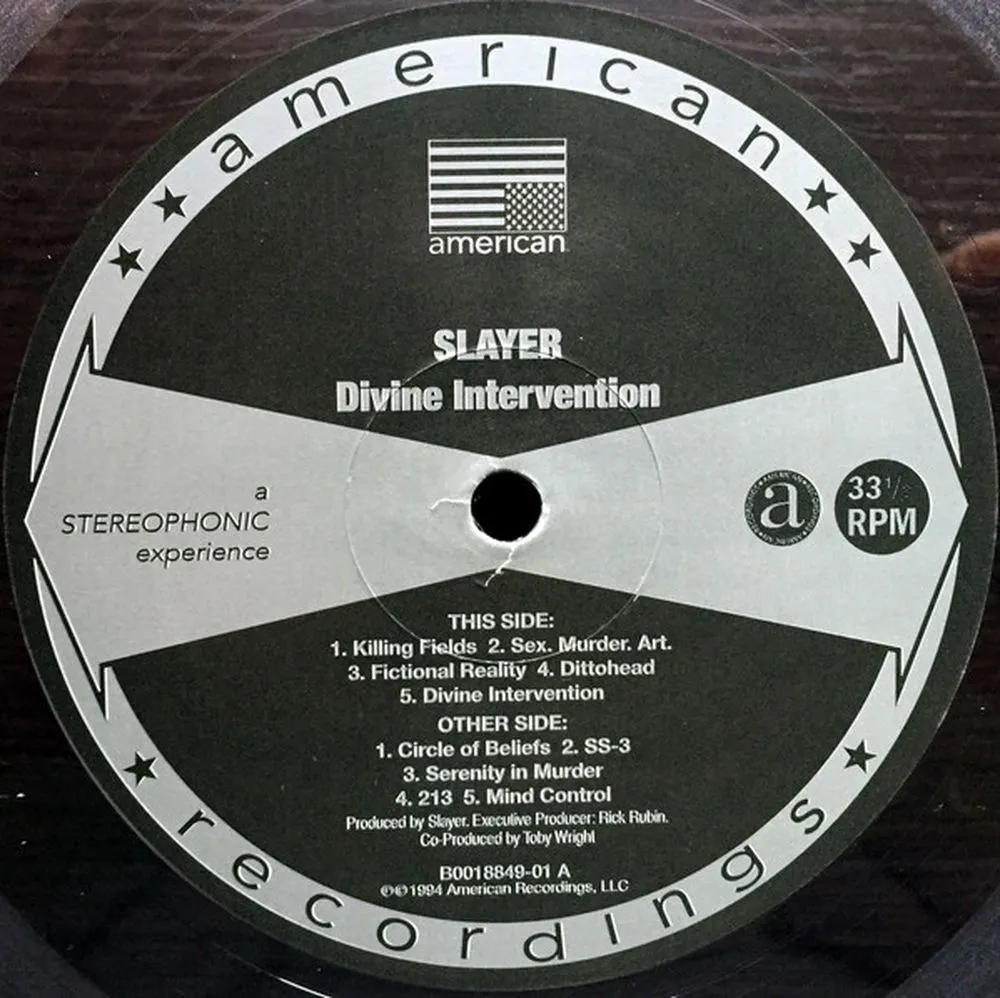 american
american
SLAYER
Divine Intervention
a
STEREOPHONIC
experience
a
33 1/3
RPM
THIS SIDE:
1. Killing Fields 2. Sex. Murder. Art.
3. Fictional Reality 4. Dittohead
5. Divine Intervention
OTHER SIDE:
1. Circle of Beliefs 2. SS-3
3. Serenity in Murder
4. 213 5. Mind Control
Produced by Slayer. Executive Producer: Rick Rubin.
Co-Produced by Toby Wright
B0018849-01 A
©℗1994 American Recordings, LLC
recordings